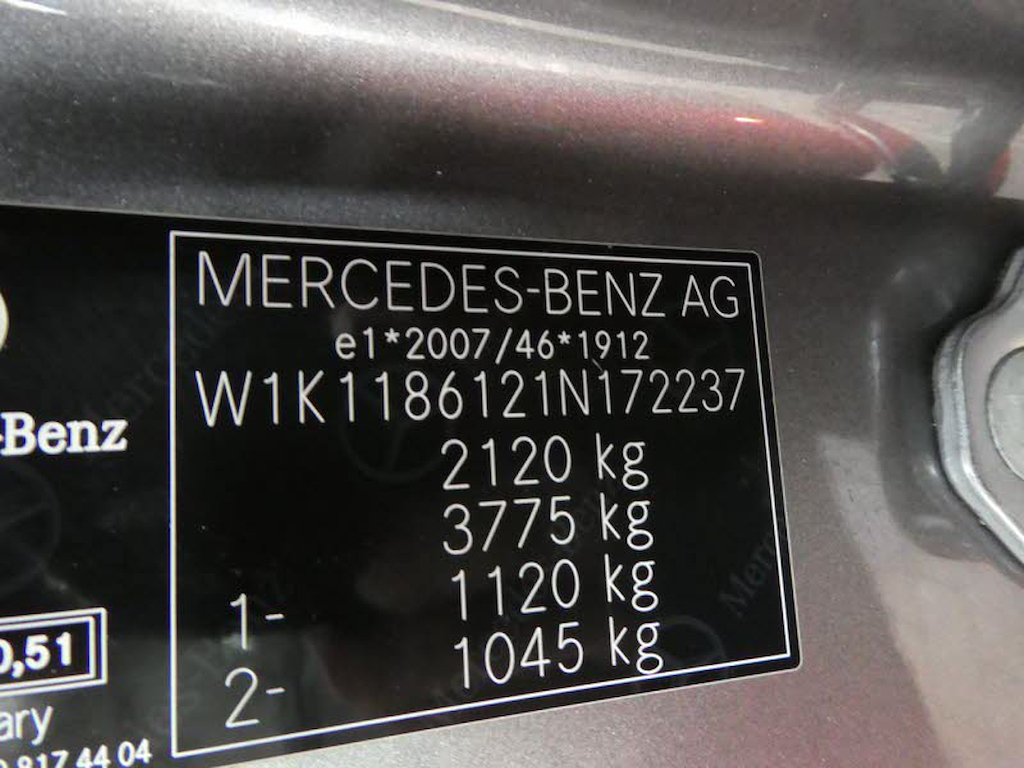 MERCEDES-BENZ AG
e1*2007/46*1912
W1K1186121N172237
2120 kg
3775 kg
1- 1120 kg
2- 1045 kg
-Benz
0,51
ary
0 817 44 04